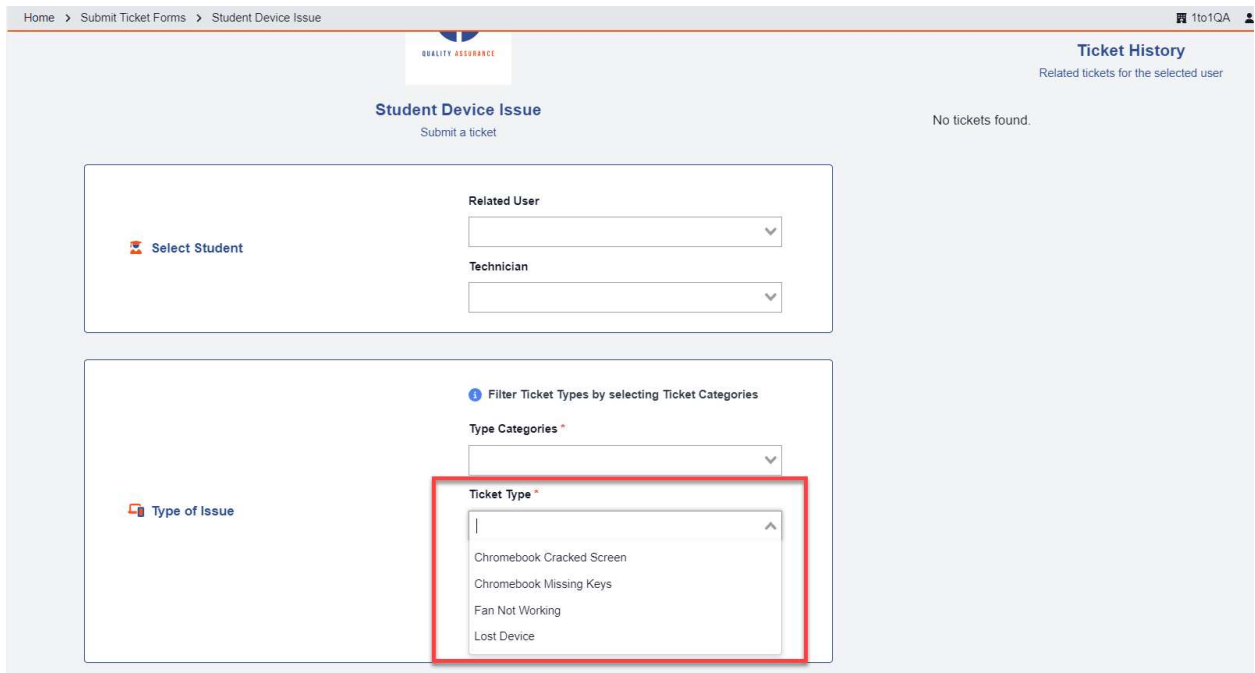 Home > Submit Ticket Forms > Student Device Issue
1to1QA
QUALITY ASSURANCE
Student Device Issue
Submit a ticket
Ticket History
Related tickets for the selected user
No tickets found.
Select Student
Related User
Technician
Type of Issue
Filter Ticket Types by selecting Ticket Categories
Type Categories *
Ticket Type *
Chromebook Cracked Screen
Chromebook Missing Keys
Fan Not Working
Lost Device